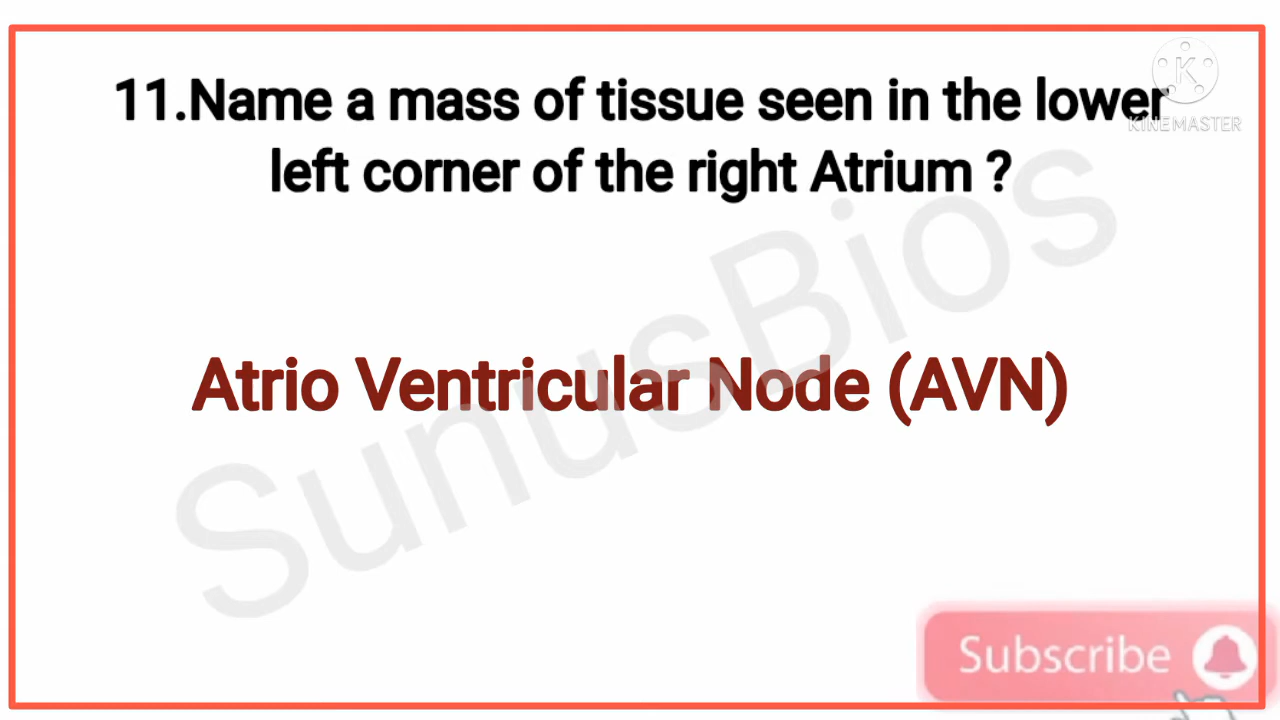 11.Name a mass of tissue seen in the lower
left corner of the right Atrium ?
KINEMASTER
Atrio Ventricular Node (AVN)
SunusBios
Subscribe